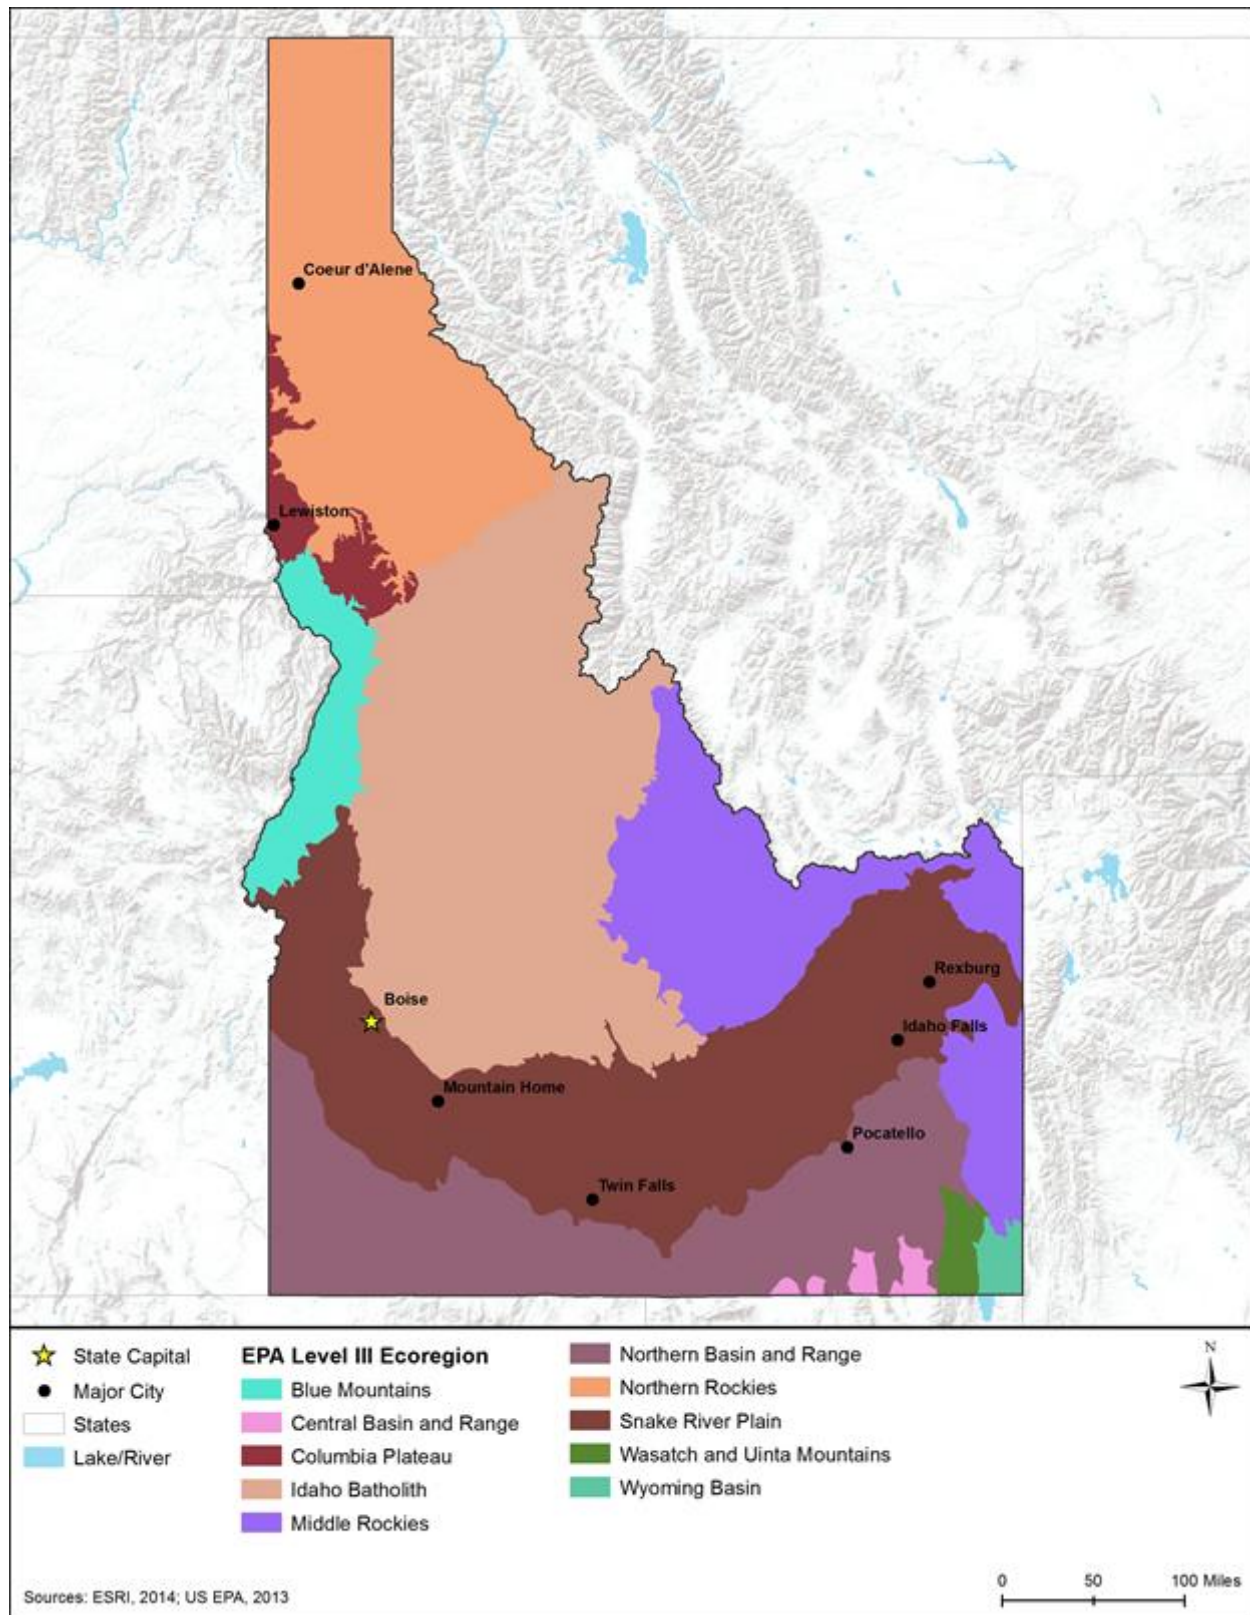 Coeur d'Alene
Lewiston
Boise
Rexburg
Idaho Falls
Mountain Home
Pocatello
Twin Falls
State Capital
Major City
States
Lake/River
EPA Level III Ecoregion
Blue Mountains
Central Basin and Range
Columbia Plateau
Idaho Batholith
Middle Rockies
Northern Basin and Range
Northern Rockies
Snake River Plain
Wasatch and Uinta Mountains
Wyoming Basin
N
0 50 100 Miles
Sources: ESRI, 2014; US EPA, 2013